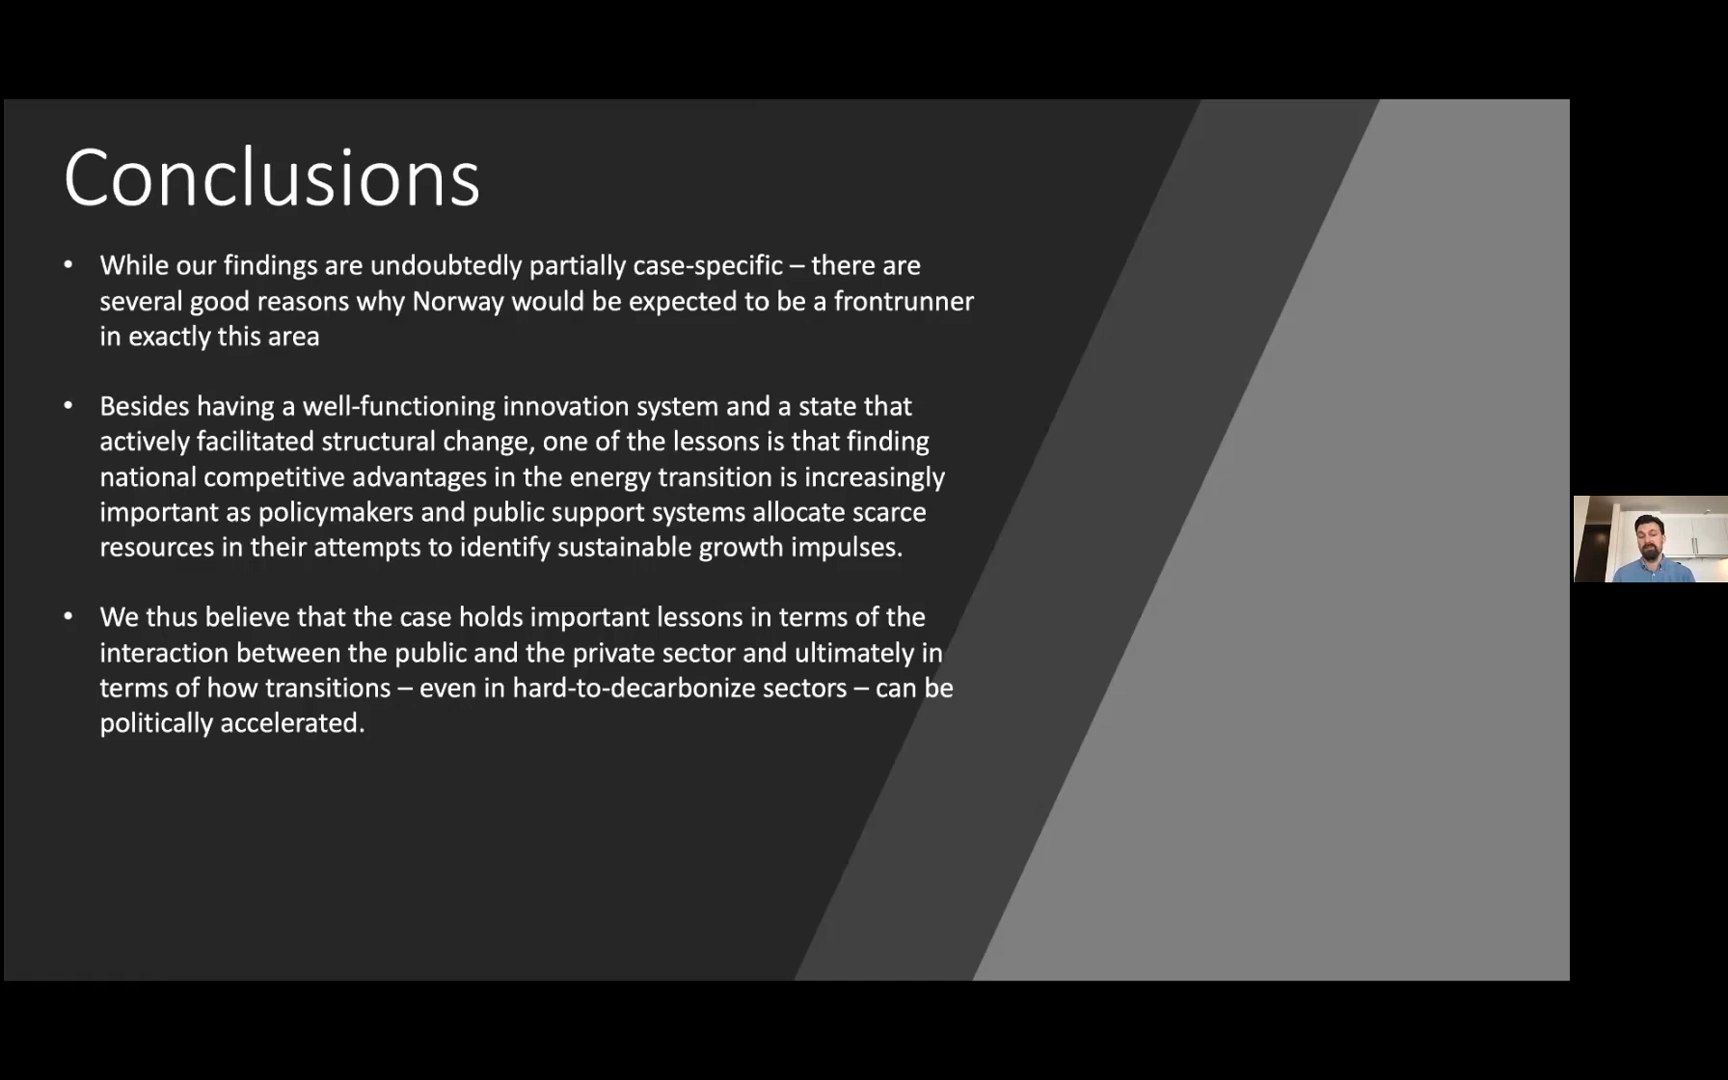 Conclusions
• While our findings are undoubtedly partially case-specific – there are
several good reasons why Norway would be expected to be a frontrunner
in exactly this area
• Besides having a well-functioning innovation system and a state that
actively facilitated structural change, one of the lessons is that finding
national competitive advantages in the energy transition is increasingly
important as policymakers and public support systems allocate scarce
resources in their attempts to identify sustainable growth impulses.
• We thus believe that the case holds important lessons in terms of the
interaction between the public and the private sector and ultimately in
terms of how transitions – even in hard-to-decarbonize sectors – can be
politically accelerated.